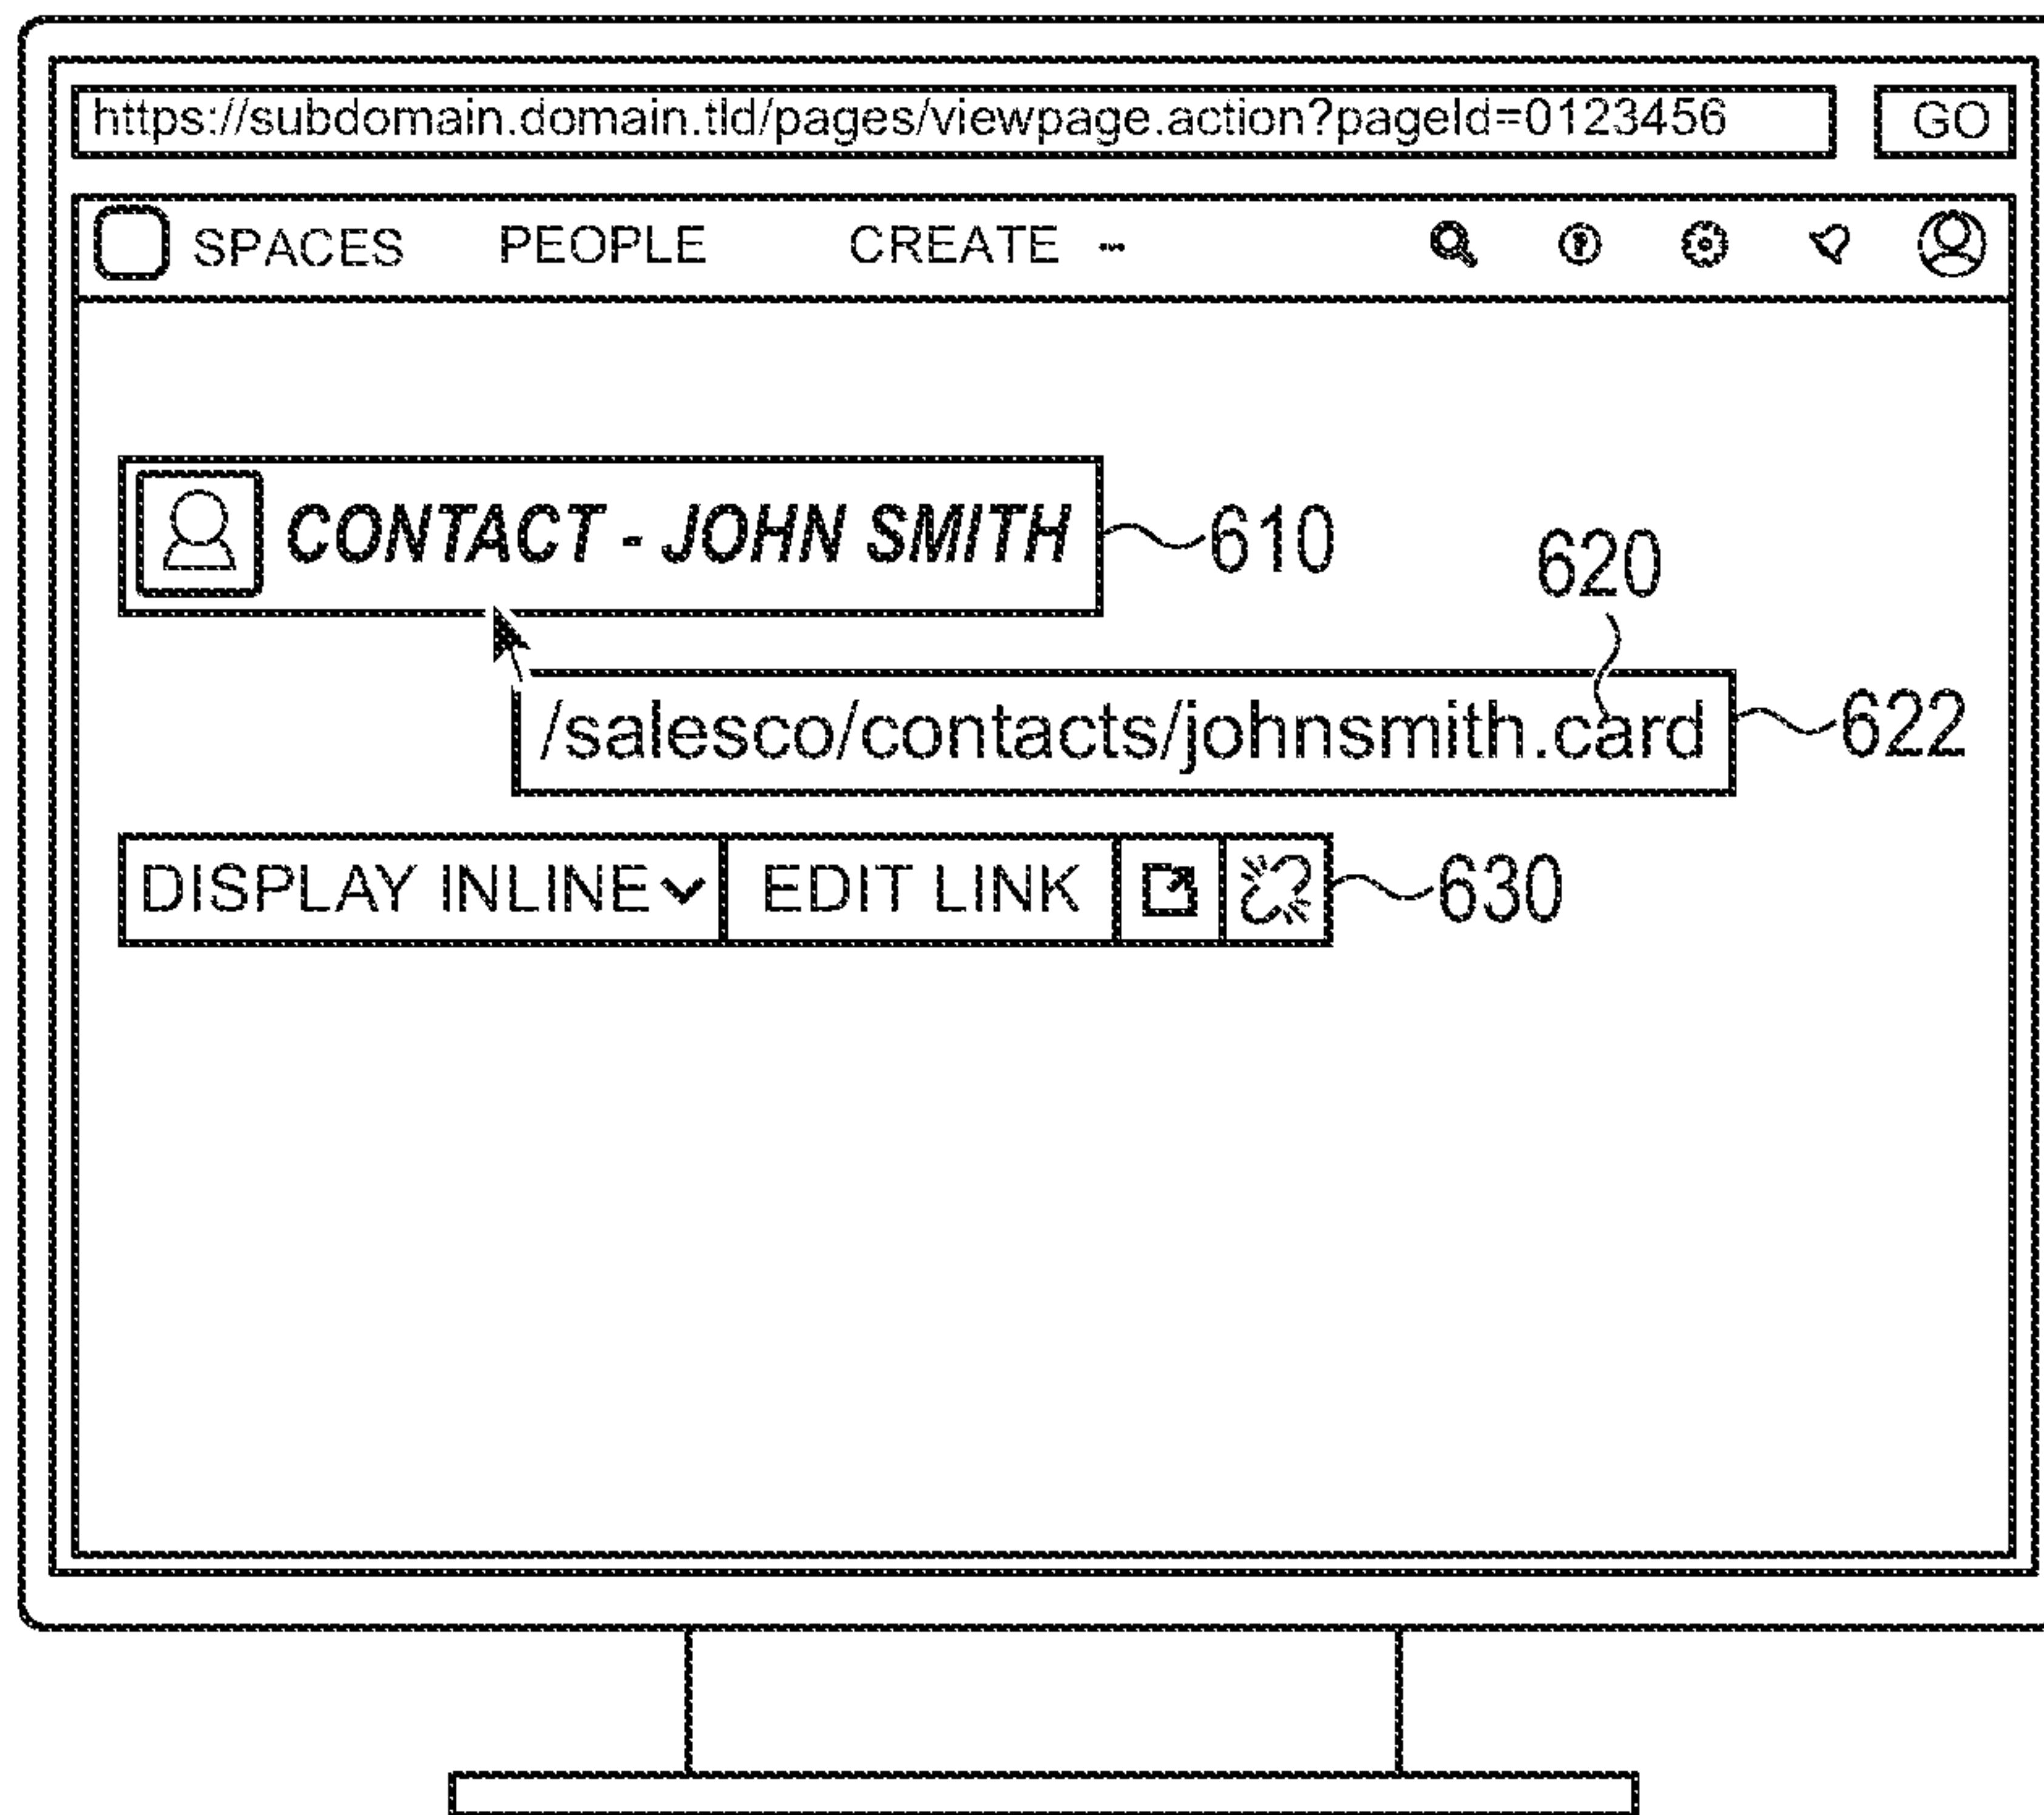 https://subdomain.domain.tld/pages/viewpage.action?pageId=0123456 GO
SPACES PEOPLE CREATE ...
CONTACT - JOHN SMITH 610
620
/salesco/contacts/johnsmith.card 622
DISPLAY INLINE EDIT LINK 630